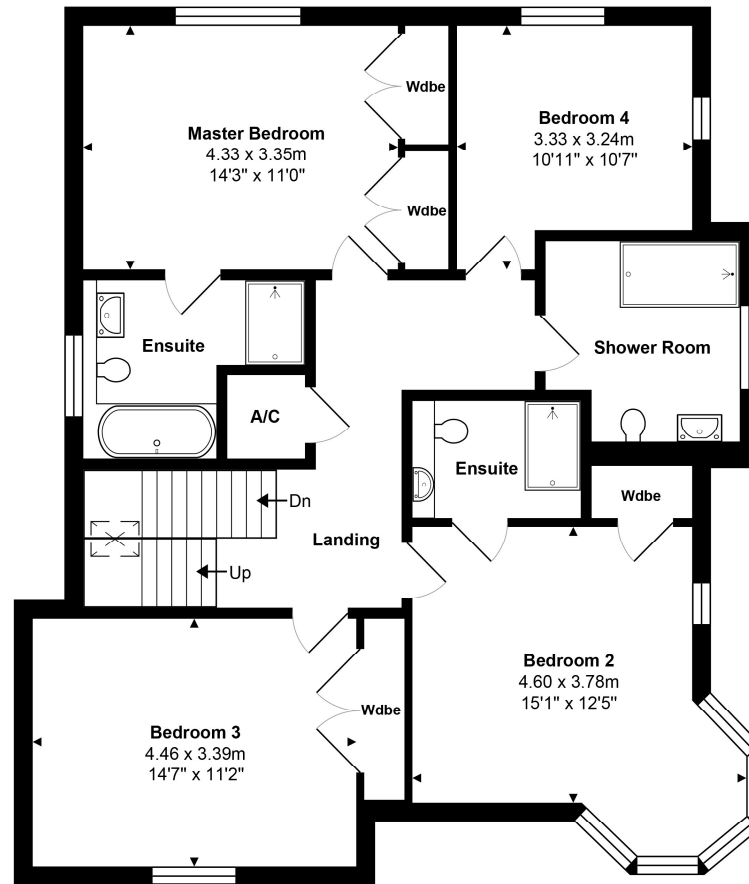 Master Bedroom
4.33 x 3.35m
14'3" x 11'0"
Wdbe
Wdbe
Bedroom 4
3.33 x 3.24m
10'11" x 10'7"
Ensuite
A/C
Shower Room
Ensuite
Wdbe
Dn
Up
Landing
Bedroom 2
4.60 x 3.78m
15'1" x 12'5"
Bedroom 3
4.46 x 3.39m
14'7" x 11'2"
Wdbe